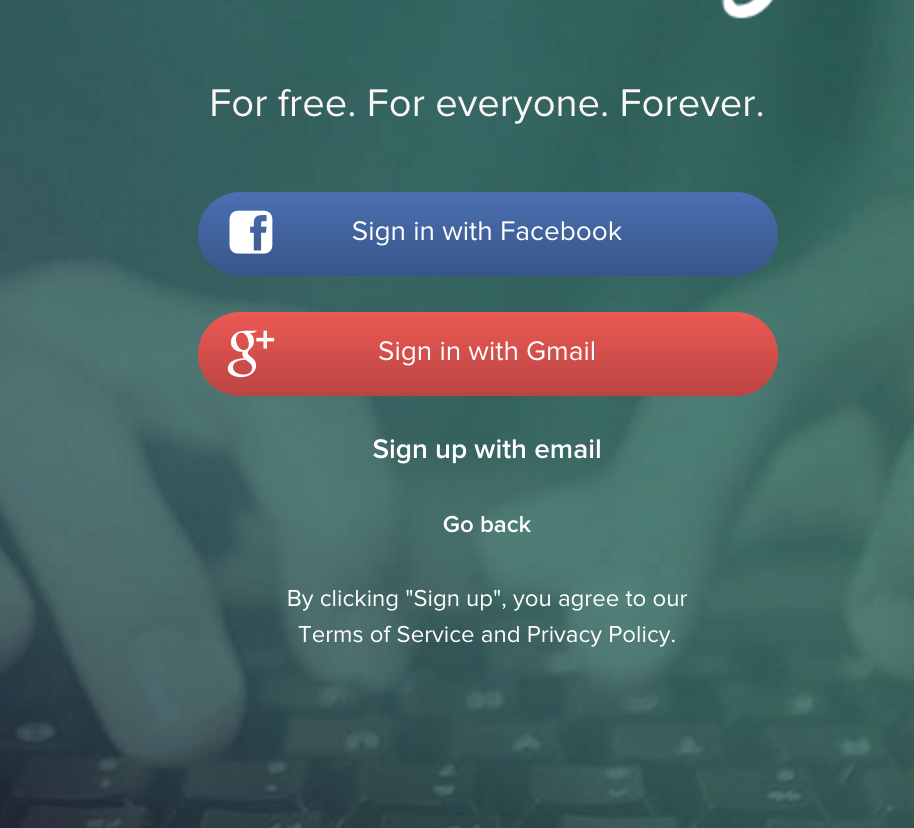 For free. For everyone. Forever.
Sign in with Facebook
g+ Sign in with Gmail
Sign up with email
Go back
By clicking "Sign up", you agree to our
Terms of Service and Privacy Policy.